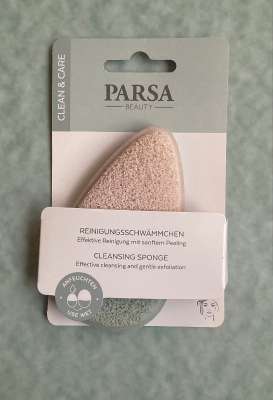 CLEAN & CARE
PARSA
BEAUTY
REINIGUNGSSCHWÄMMCHEN
Effektive Reinigung mit sanftem Peeling
CLEANSING SPONGE
Effective cleansing and gentle exfoliation
ANFEUCHTEN
USE WET